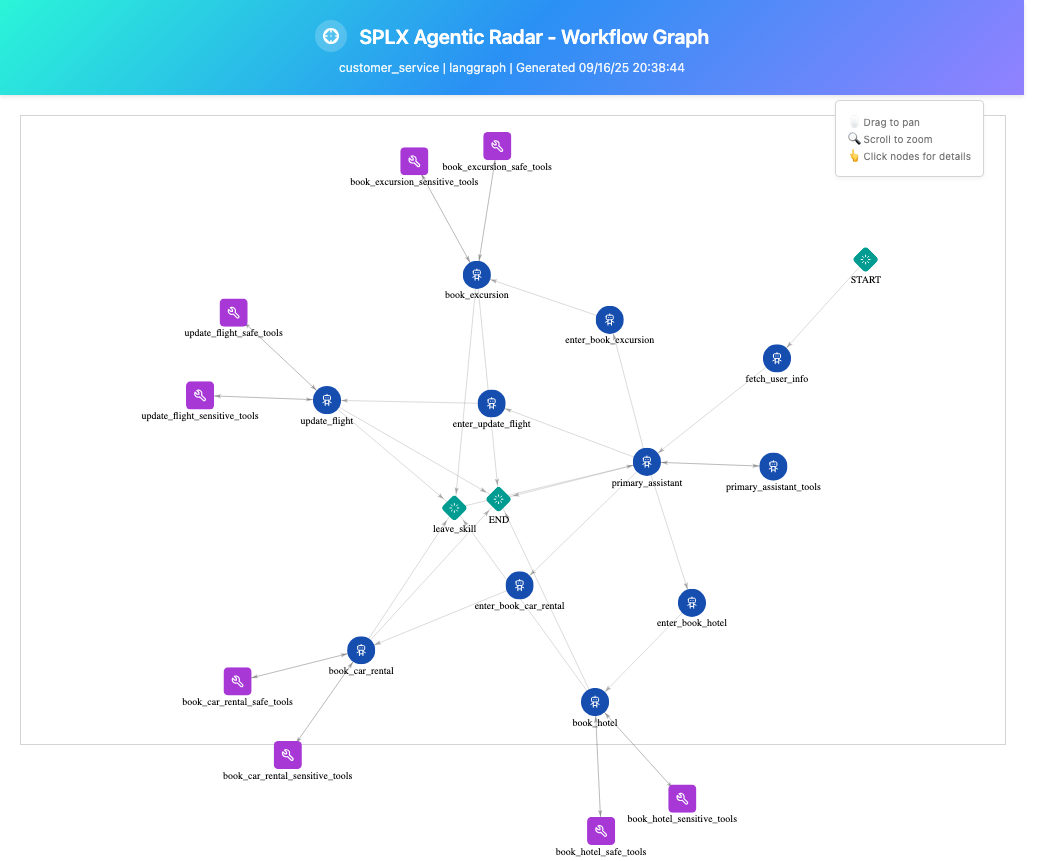 SPLX Agentic Radar - Workflow Graph
customer_service | langgraph | Generated 09/16/25 20:38:44
Drag to pan
Scroll to zoom
Click nodes for details
book_excursion_safe_tools
book_excursion_sensitive_tools
START
book_excursion
update_flight_safe_tools
enter_book_excursion
fetch_user_info
update_flight_sensitive_tools
update_flight
enter_update_flight
primary_assistant
primary_assistant_tools
END
leave_skill
enter_book_car_rental
enter_book_hotel
book_car_rental
book_car_rental_safe_tools
book_hotel
book_car_rental_sensitive_tools
book_hotel_sensitive_tools
book_hotel_safe_tools